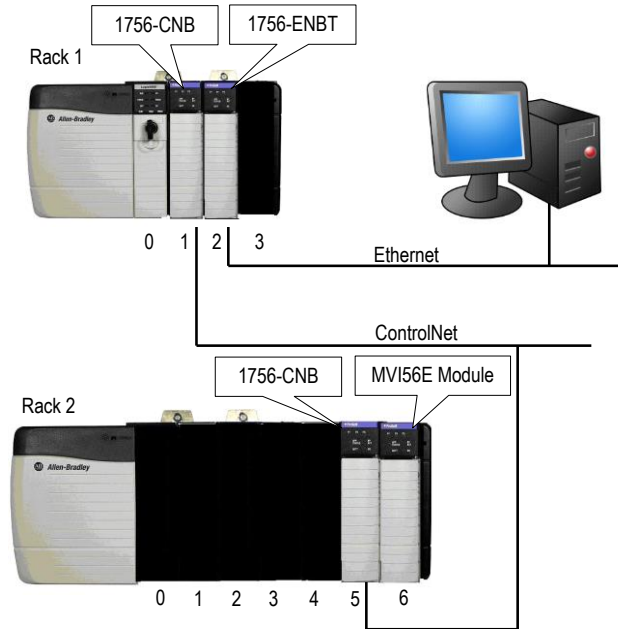 1756-CNB
1756-ENBT
Rack 1
Allen-Bradley
0 1 2 3
Ethernet
ControlNet
1756-CNB
MVI56E Module
Rack 2
Allen-Bradley
0 1 2 3 4 5 6